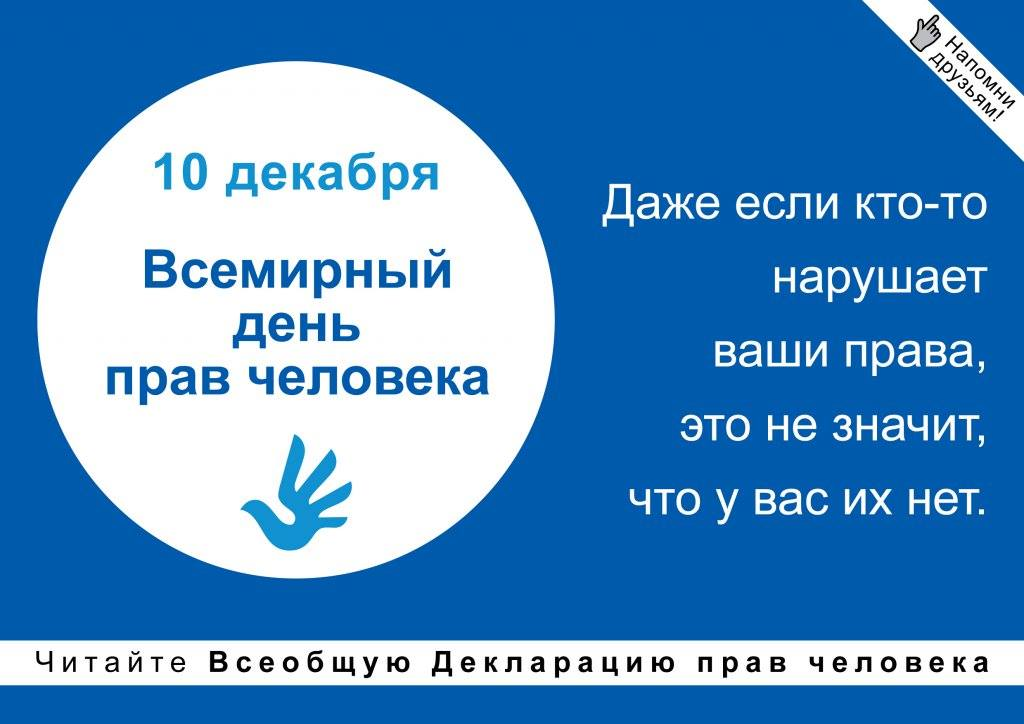 10 декабря
Всемирный
день
прав человека
Напомни
друзьям!
Даже если кто-то
нарушает
ваши права,
это не значит,
что у вас их нет.
Читайте Всеобщую Декларацию прав человека